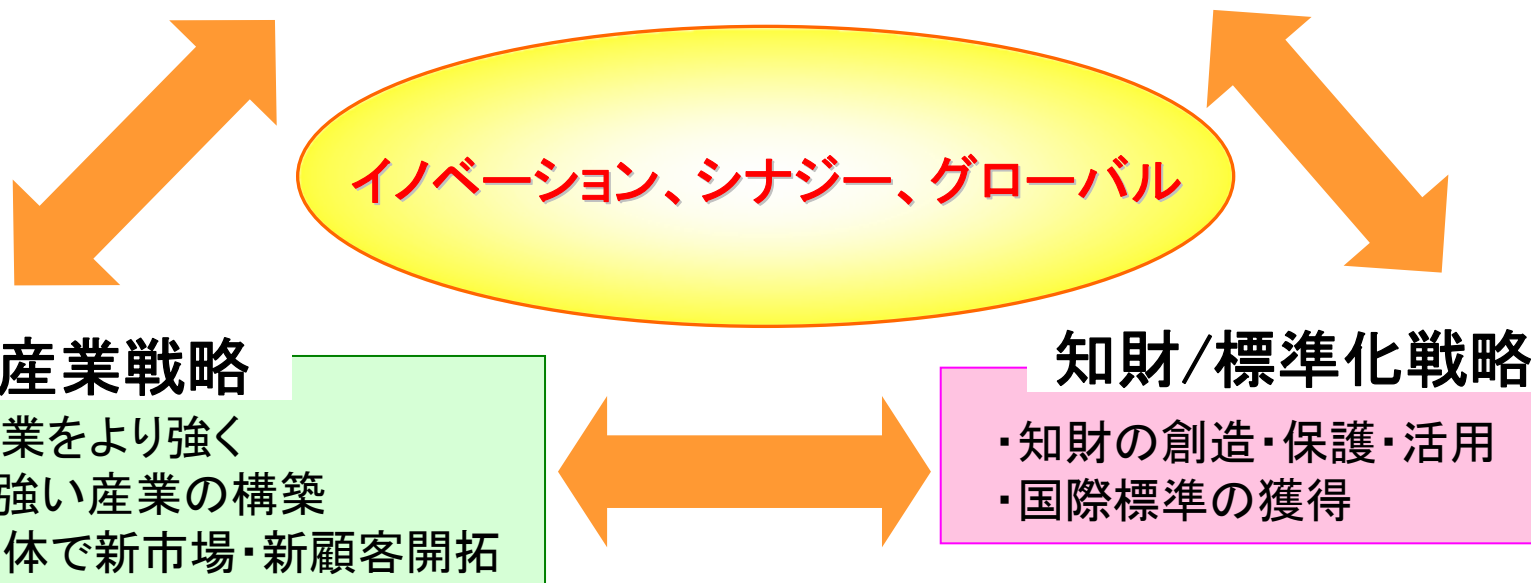 イノベーション、シナジー、グローバル
産業戦略
業をより強く
強い産業の構築
体で新市場・新顧客開拓
知財/標準化戦略
・知財の創造・保護・活用
・国際標準の獲得